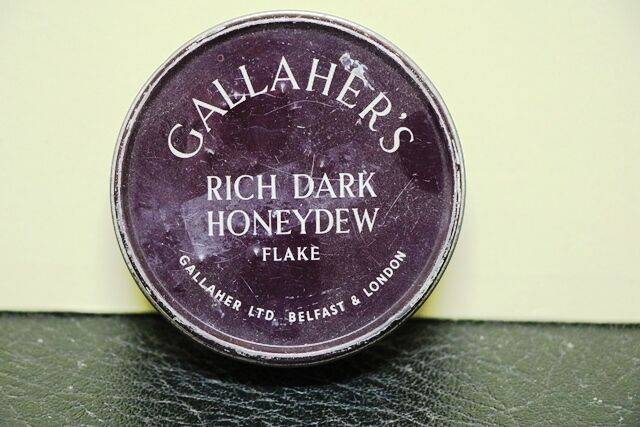 GALLAHER'S
RICH DARK
HONEYDEW
FLAKE
GALLAHER LTD. BELFAST & LONDON